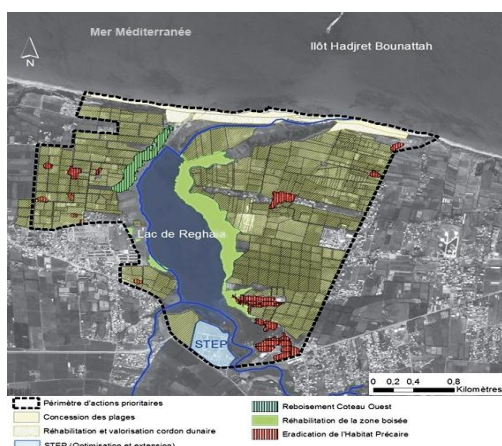 Mer Méditerranée
Ilôt Hadjret Bounattah
Lac de Reghaia
STEP
0 0,2 0,4 0,8
Kilomètres
Périmètre d'actions prioritaires
Concession des plages
Réhabilitation et valorisation cordon dunaire
STEP (Optimisation et extension)
Reboisement Coteau Ouest
Réhabilitation de la zone boisée
Eradication de l'Habitat Précaire